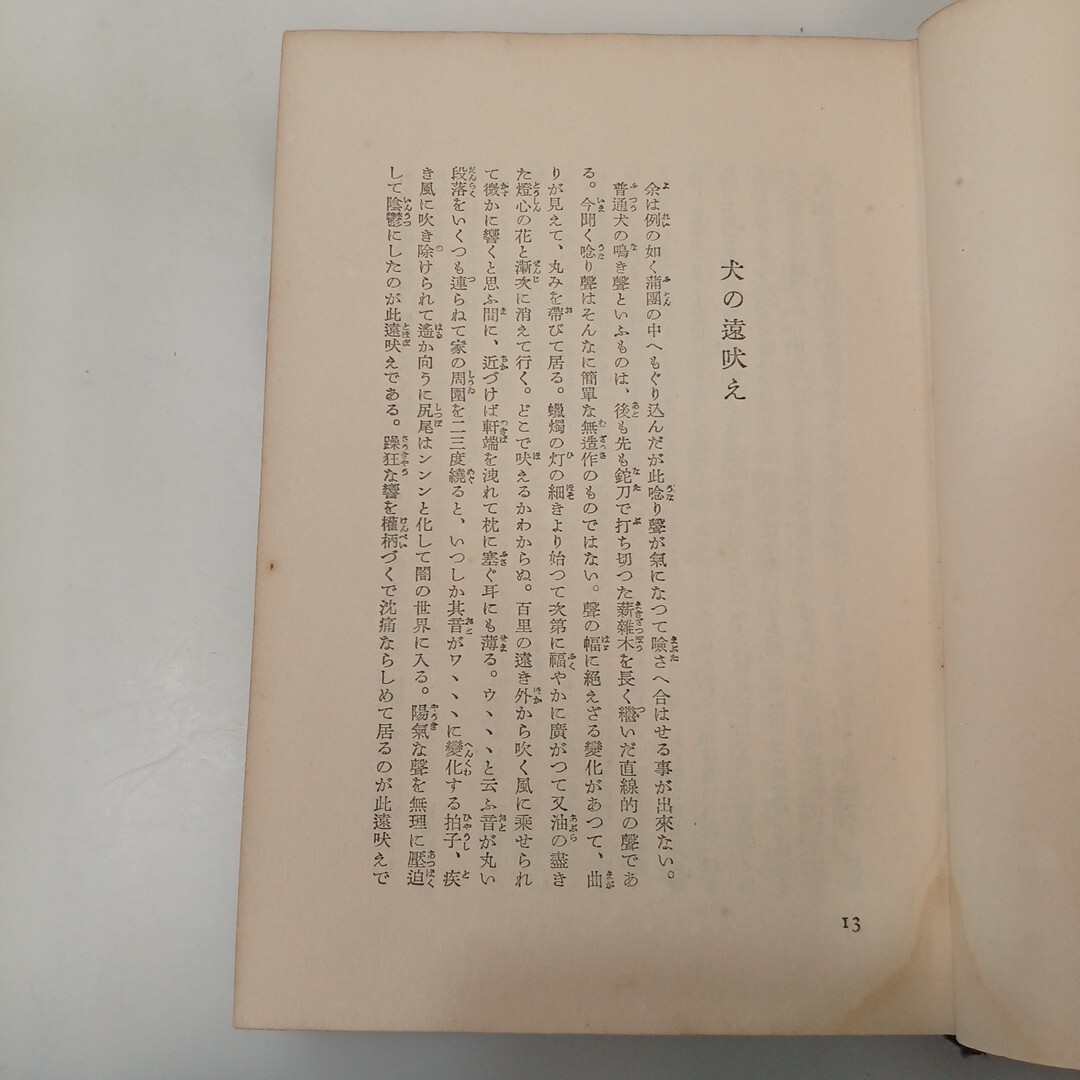 犬の遠吠え
余は例の如く蒲團の中へもぐり込んだが此唸り聲が氣になつて瞼さへ合はせる事が出來ない。
普通犬の鳴き聲といふものは、後も先も鉈刀で打ち切つた薪雜木を長く繼いだ直線的の聲であ
る。今聞く唸り聲はそんなに簡單な無造作のものではない。聲の幅に絶えざる變化があつて、曲
りが見えて、丸みを帶びて居る。蠟燭の灯の細きより始つて次第に福やかに廣がつて又油の盡き
た燈心の花と漸次に消えて行く。どこで吠えるかわからぬ。百里の遠き外から吹く風に乘せられ
て微かに響くと思ふ間に、近づけば軒端を洩れて枕に塞ぐ耳にも薄る。ウヽヽヽと云ふ音が丸い
段落をいくつも連らねて家の周圍を二三度繞ると、いつしか其音がワヽヽヽに變化する拍子、疾
き風に吹き除けられて遙か向うに尻尾はンンンと化して闇の世界に入る。陽氣な聲を無理に壓迫
して陰鬱にしたのが此遠吠えである。躁狂な響を權柄づくで沈痛ならしめて居るのが此遠吠えで
13